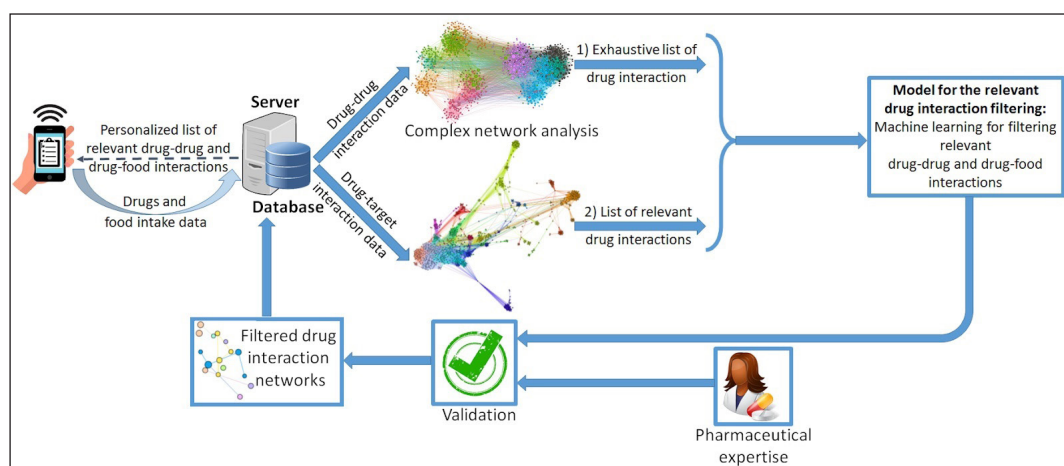 Server
Database
Personalized list of
relevant drug-drug and
drug-food interactions
Drugs and
food intake data
Drug-drug
interaction data
Drug-target
interaction data
Complex network analysis
1) Exhaustive list of
drug interaction
2) List of relevant
drug interactions
Model for the relevant
drug interaction filtering:
Machine learning for filtering
relevant
drug-drug and drug-food
interactions
Filtered drug
interaction
networks
Validation
Pharmaceutical
expertise